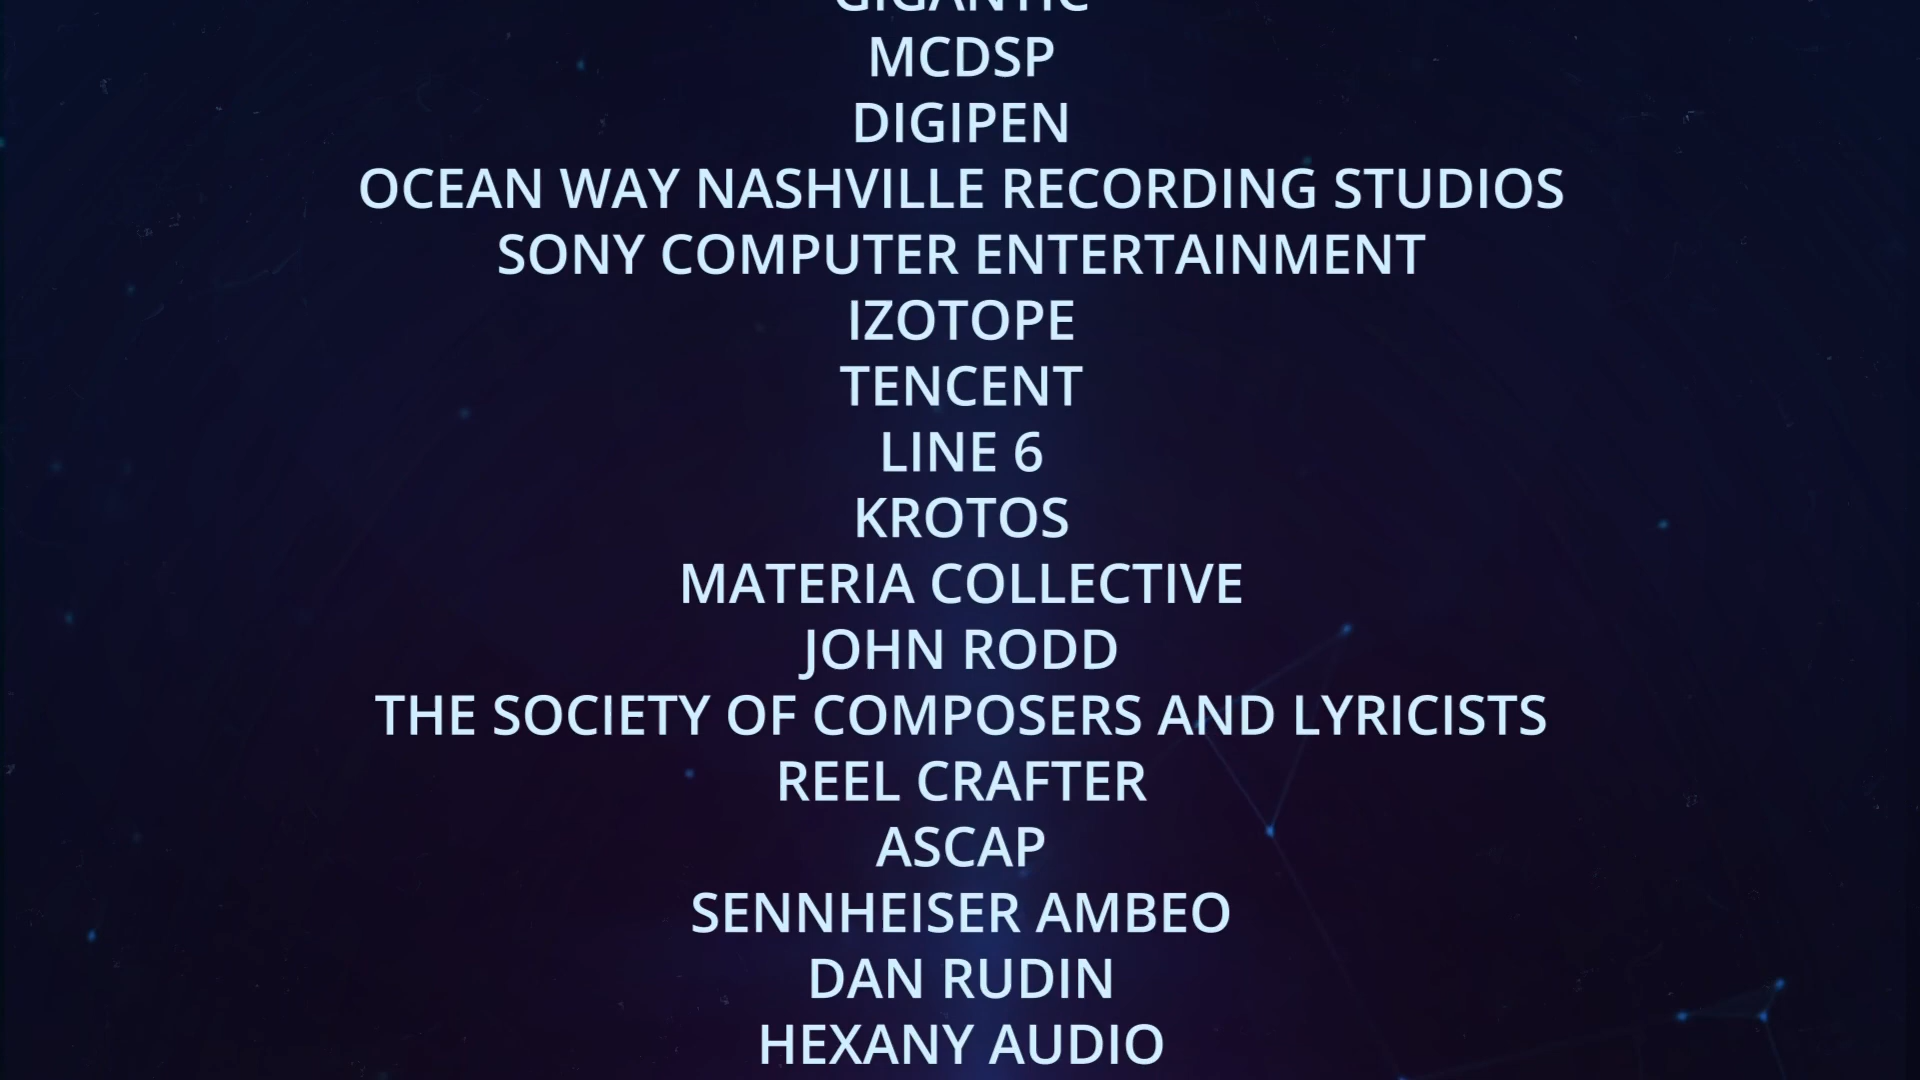 GIGANTIC
MCDSP
DIGIPEN
OCEAN WAY NASHVILLE RECORDING STUDIOS
SONY COMPUTER ENTERTAINMENT
IZOTOPE
TENCENT
LINE 6
KROTOS
MATERIA COLLECTIVE
JOHN RODD
THE SOCIETY OF COMPOSERS AND LYRICISTS
REEL CRAFTER
ASCAP
SENNHEISER AMBEO
DAN RUDIN
HEXANY AUDIO